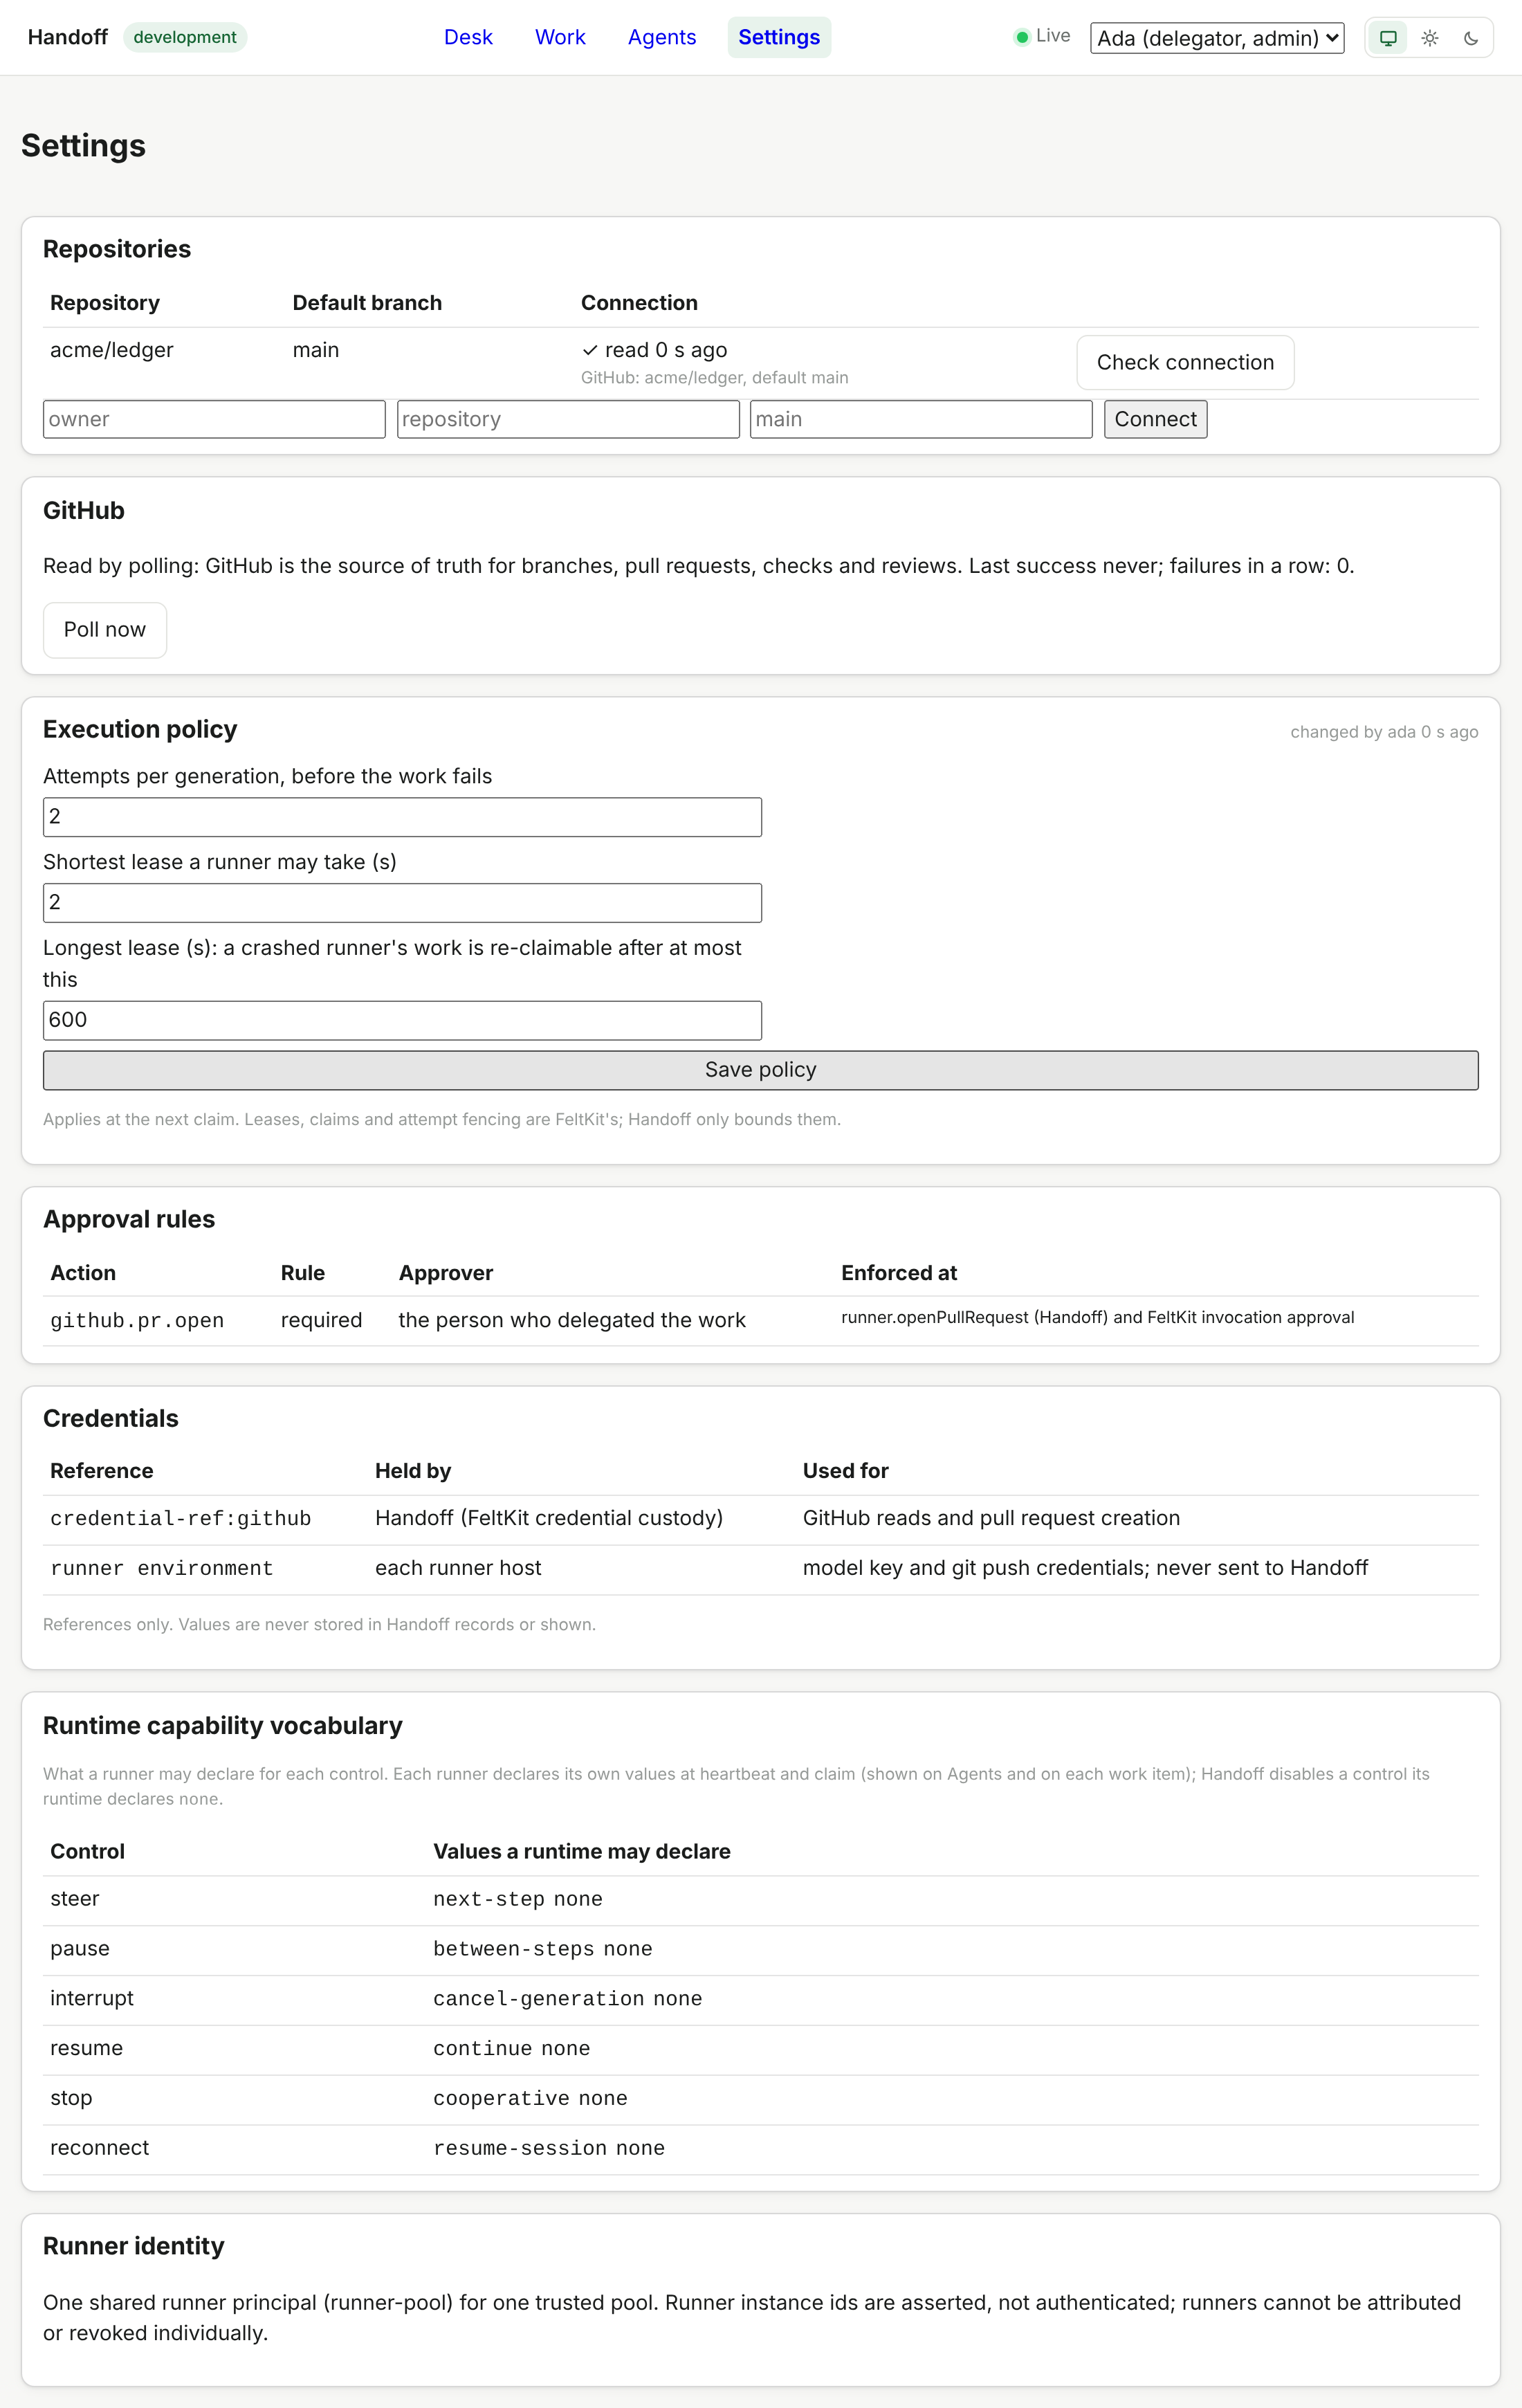 Handoff development Desk Work Agents Settings Live Ada (delegator, admin)
Settings
Repositories
Repository Default branch Connection
acme/ledger main ✓ read 0 s ago Check connection
GitHub: acme/ledger, default main
owner repository main Connect
GitHub
Read by polling: GitHub is the source of truth for branches, pull requests, checks and reviews. Last success never; failures in a row: 0.
Poll now
Execution policy changed by ada 0 s ago
Attempts per generation, before the work fails
2
Shortest lease a runner may take (s)
2
Longest lease (s): a crashed runner's work is re-claimable after at most
this
600
Save policy
Applies at the next claim. Leases, claims and attempt fencing are FeltKit's; Handoff only bounds them.
Approval rules
Action Rule Approver Enforced at
github.pr.open required the person who delegated the work runner.openPullRequest (Handoff) and FeltKit invocation approval
Credentials
Reference Held by Used for
credential-ref:github Handoff (FeltKit credential custody) GitHub reads and pull request creation
runner environment each runner host model key and git push credentials; never sent to Handoff
References only. Values are never stored in Handoff records or shown.
Runtime capability vocabulary
What a runner may declare for each control. Each runner declares its own values at heartbeat and claim (shown on Agents and on each work item); Handoff disables a control its
runtime declares none.
Control Values a runtime may declare
steer next-step none
pause between-steps none
interrupt cancel-generation none
resume continue none
stop cooperative none
reconnect resume-session none
Runner identity
One shared runner principal (runner-pool) for one trusted pool. Runner instance ids are asserted, not authenticated; runners cannot be attributed
or revoked individually.